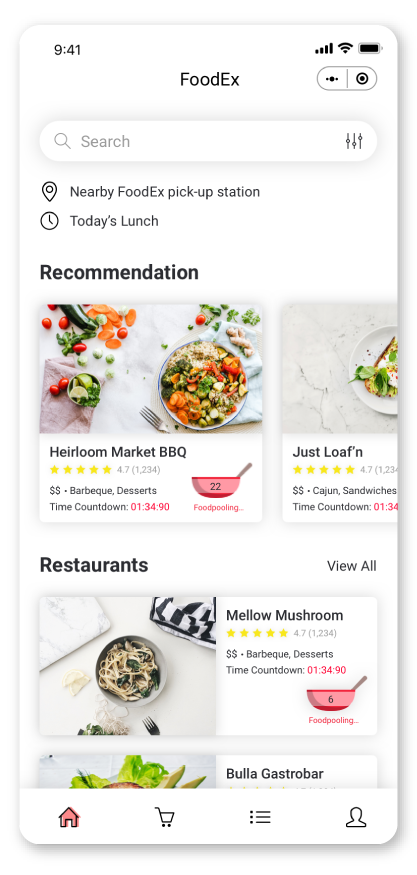 9:41
FoodEx
Search
Nearby FoodEx pick-up station
Today's Lunch
Recommendation
Heirloom Market BBQ
4.7 (1,234)
$$ • Barbeque, Desserts
22
Time Countdown: 01:34:90
Foodpooling...
Just Loaf'n
4.7 (1,234
$$ • Cajun, Sandwiches
Time Countdown: 01:34
Restaurants
View All
Mellow Mushroom
4.7 (1,234)
$$ • Barbeque, Desserts
Time Countdown: 01:34:90
6
Foodpooling...
Bulla Gastrobar